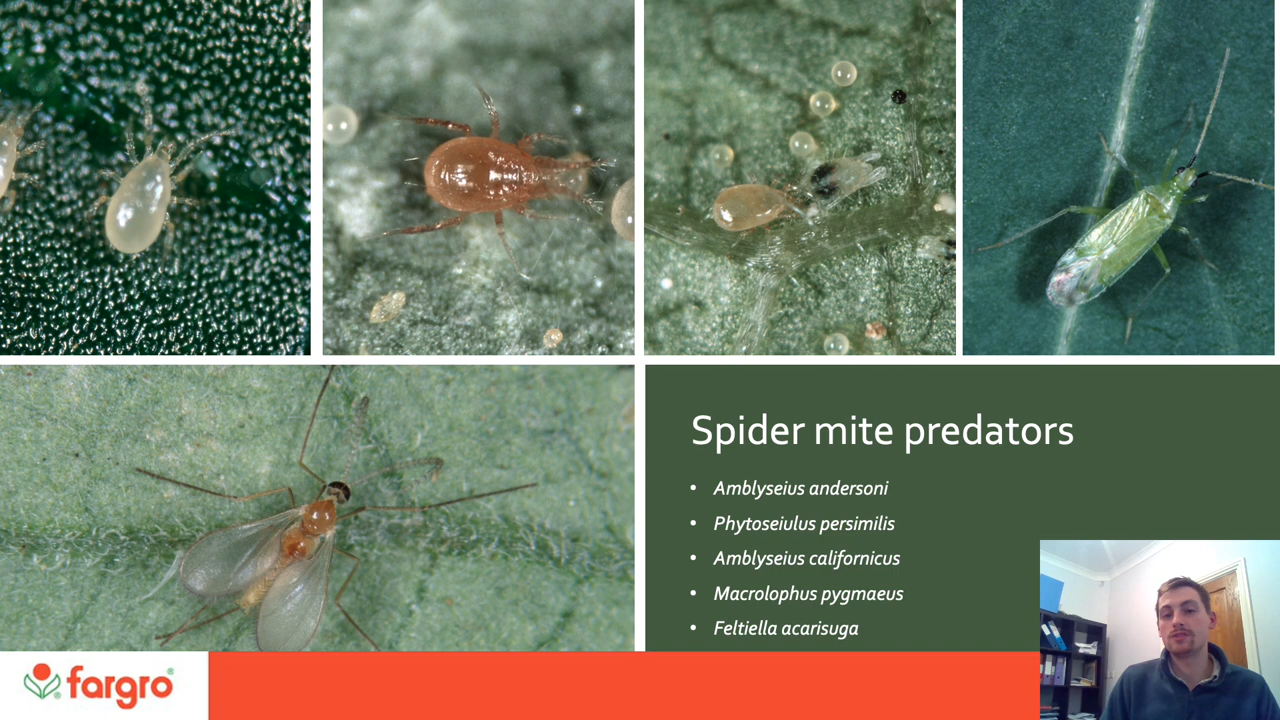 Spider mite predators
• Amblyseius andersoni
• Phytoseiulus persimilis
• Amblyseius californicus
• Macrolophus pygmaeus
• Feltiella acarisuga
fargro®